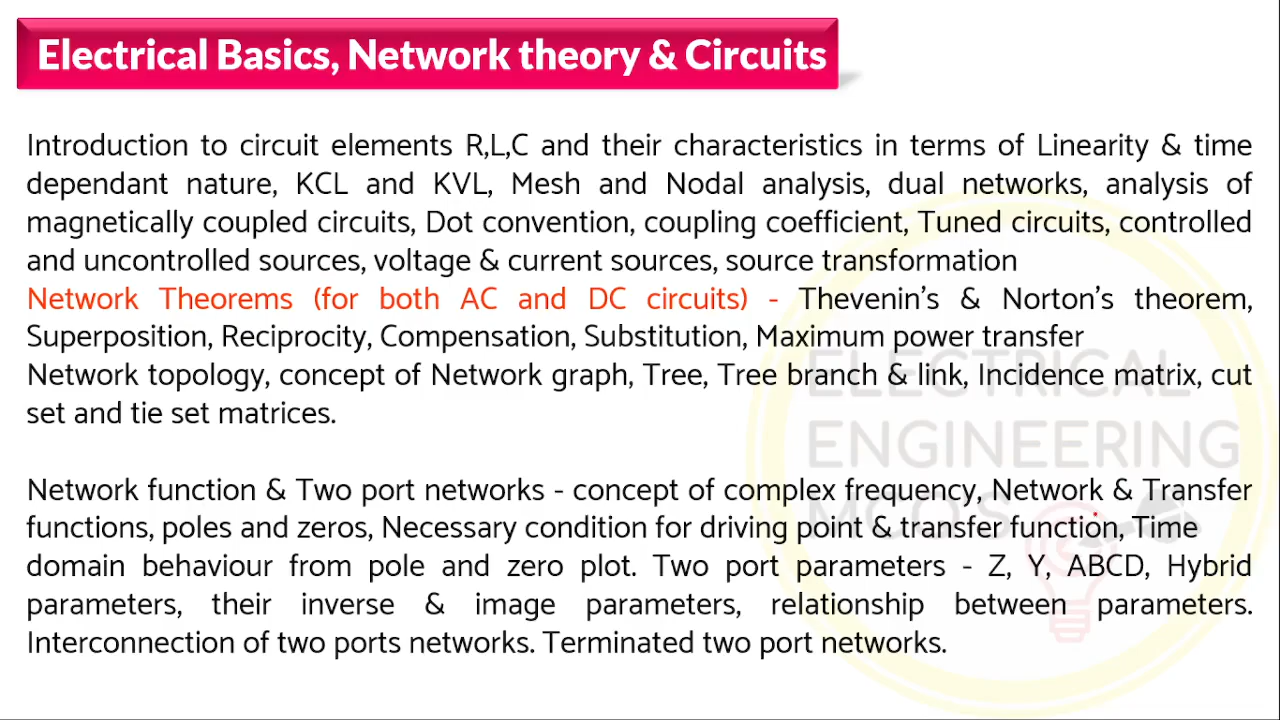 Electrical Basics, Network theory & Circuits
Introduction to circuit elements R,L,C and their characteristics in terms of Linearity & time
dependant nature, KCL and KVL, Mesh and Nodal analysis, dual networks, analysis of
magnetically coupled circuits, Dot convention, coupling coefficient, Tuned circuits, controlled
and uncontrolled sources, voltage & current sources, source transformation
Network Theorems (for both AC and DC circuits) - Thevenin's & Norton's theorem,
Superposition, Reciprocity, Compensation, Substitution, Maximum power transfer
Network topology, concept of Network graph, Tree, Tree branch & link, Incidence matrix, cut
set and tie set matrices.
Network function & Two port networks - concept of complex frequency, Network & Transfer
functions, poles and zeros, Necessary condition for driving point & transfer function, Time
domain behaviour from pole and zero plot. Two port parameters - Z, Y, ABCD, Hybrid
parameters, their inverse & image parameters, relationship between parameters.
Interconnection of two ports networks. Terminated two port networks.
ELECTRICAL
ENGINEERING
MCQS